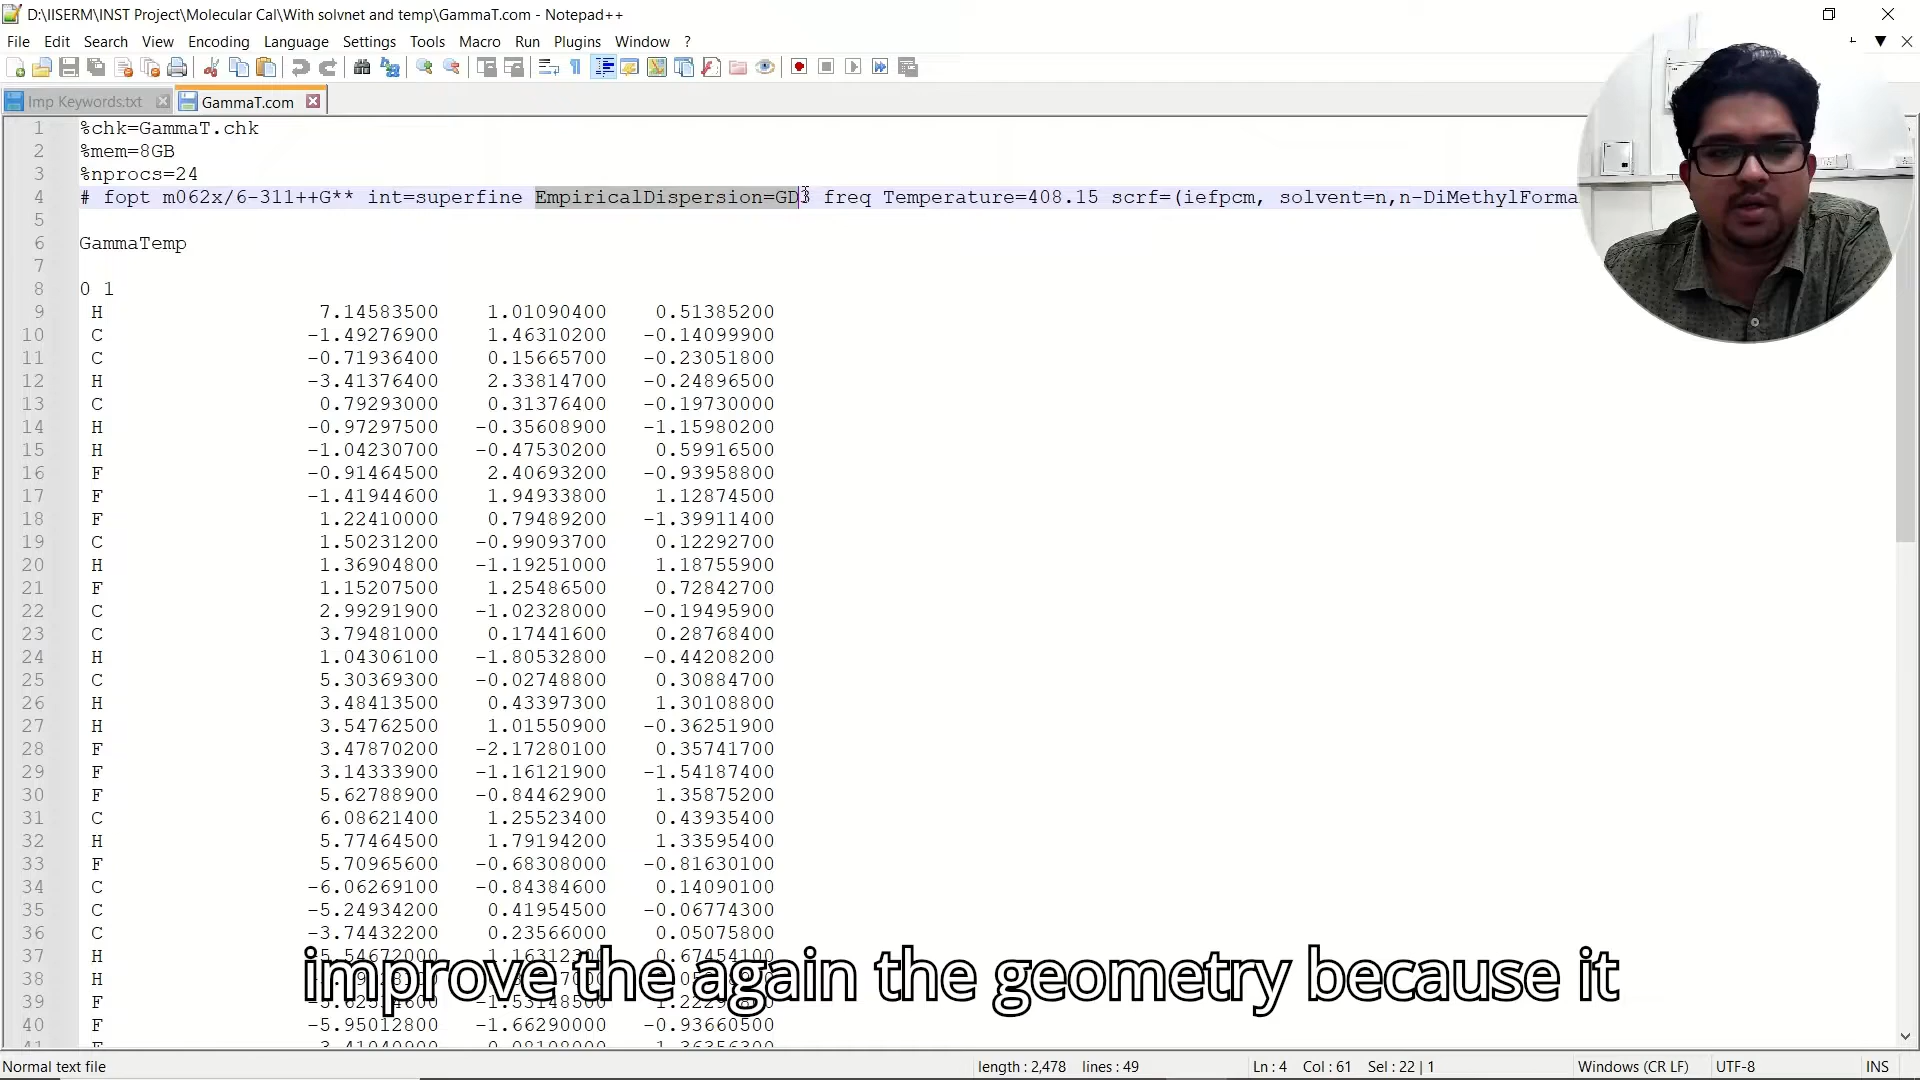 D:\IISERM\INST Project\Molecular Cal\With solvnet and temp\GammaT.com - Notepad++
File Edit Search View Encoding Language Settings Tools Macro Run Plugins Window ?
Imp Keywords.txt GammaT.com
1 %chk=GammaT.chk
2 %mem=8GB
3 %nprocs=24
4 # fopt m062x/6-311++G** int=superfine EmpiricalDispersion=GD3 freq Temperature=408.15 scrf=(iefpcm, solvent=n,n-DiMethylForma
5
6 GammaTemp
7
8 0 1
9 H 7.14583500 1.01090400 0.51385200
10 C -1.49276900 1.46310200 -0.14099900
11 C -0.71936400 0.15665700 -0.23051800
12 H -3.41376400 2.33814700 -0.24896500
13 C 0.79293000 0.31376400 -0.19730000
14 H -0.97297500 -0.35608900 -1.15980200
15 H -1.04230700 -0.47530200 0.59916500
16 F -0.91464500 2.40693200 -0.93958800
17 F -1.41944600 1.94933800 1.12874500
18 F 1.22410000 0.79489200 -1.39911400
19 C 1.50231200 -0.99093700 0.12292700
20 H 1.36904800 -1.19251000 1.18755900
21 F 1.15207500 1.25486500 0.72842700
22 C 2.99291900 -1.02328000 -0.19495900
23 C 3.79481000 0.17441600 0.28768400
24 H 1.04306100 -1.80532800 -0.44208200
25 C 5.30369300 -0.02748800 0.30884700
26 H 3.48413500 0.43397300 1.30108800
27 H 3.54762500 1.01550900 -0.36251900
28 F 3.47870200 -2.17280100 0.35741700
29 F 3.14333900 -1.16121900 -1.54187400
30 F 5.62788900 -0.84462900 1.35875200
31 C 6.08621400 1.25523400 0.43935400
32 H 5.77464500 1.79194200 1.33595400
33 F 5.70965600 -0.68308000 -0.81630100
34 C -6.06269100 -0.84384600 0.14090100
35 C -5.24934200 0.41954500 -0.06774300
36 C -3.74432200 0.23566000 0.05075800
37 H
38 H
39 F
40 F -5.95012800 -1.66290000 -0.93660500
improve the again the geometry because it
Normal text file length : 2,478 lines : 49 Ln : 4 Col : 61 Sel : 22 | 1 Windows (CR LF) UTF-8 INS